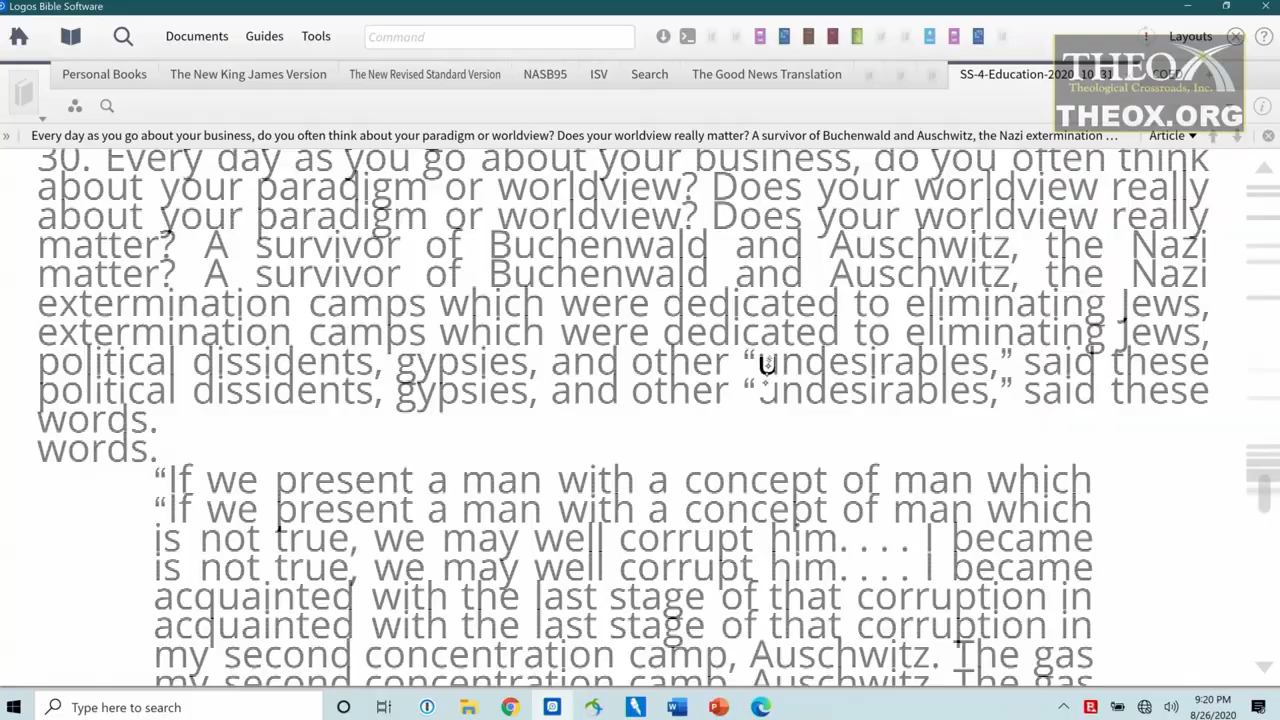 Logos Bible Software
Documents Guides Tools Command Layouts
Personal Books The New King James Version The New Revised Standard Version NASB95 ISV Search The Good News Translation SS-4-Education-2020 10_31
THEOX
Theological Crossroads, Inc.
THEOX.ORG
Every day as you go about your business, do you often think about your paradigm or worldview? Does your worldview really matter? A survivor of Buchenwald and Auschwitz, the Nazi extermination … Article
30. Every day as you go about your business, do you often think
about your paradigm or worldview? Does your worldview really
about your paradigm or worldview? Does your worldview really
matter? A survivor of Buchenwald and Auschwitz, the Nazi
matter? A survivor of Buchenwald and Auschwitz, the Nazi
extermination camps which were dedicated to eliminating Jews,
extermination camps which were dedicated to eliminating Jews,
political dissidents, gypsies, and other “undesirables,” said these
political dissidents, gypsies, and other “undesirables,” said these
words.
words.
“If we present a man with a concept of man which
“If we present a man with a concept of man which
is not true, we may well corrupt him. . . . I became
is not true, we may well corrupt him. . . . I became
acquainted with the last stage of that corruption in
acquainted with the last stage of that corruption in
my second concentration camp, Auschwitz. The gas
my second concentration camp, Auschwitz. The gas
Type here to search
9:20 PM
8/26/2020